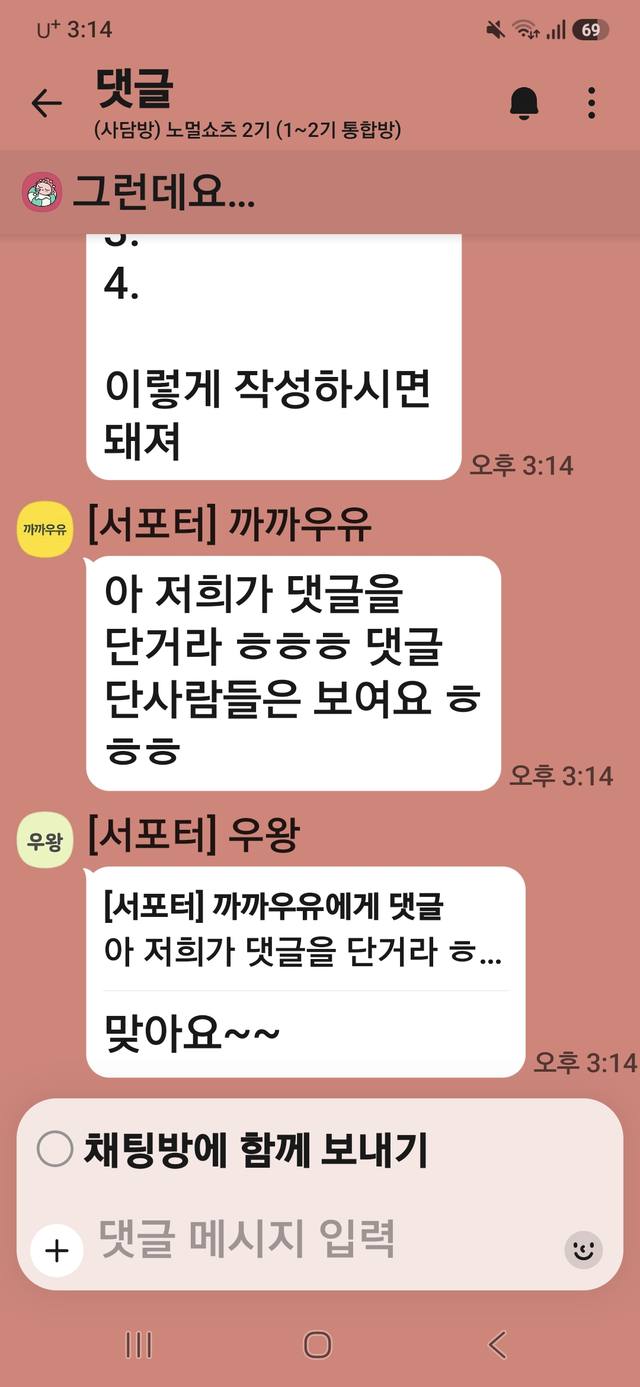 U+ 3:14
69
댓글
(사담방) 노멀쇼츠 2기 (1~2기 통합방)
그런데요...
3.
4.
이렇게 작성하시면
돼져
오후 3:14
까까우유
[서포터] 까까우유
아 저희가 댓글을
단거라 ㅎㅎㅎ 댓글
단사람들은 보여요 ㅎ
ㅎㅎ
오후 3:14
우왕
[서포터] 우왕
[서포터] 까까우유에게 댓글
아 저희가 댓글을 단거라 ㅎ...
맞아요~~
오후 3:14
채팅방에 함께 보내기
댓글 메시지 입력